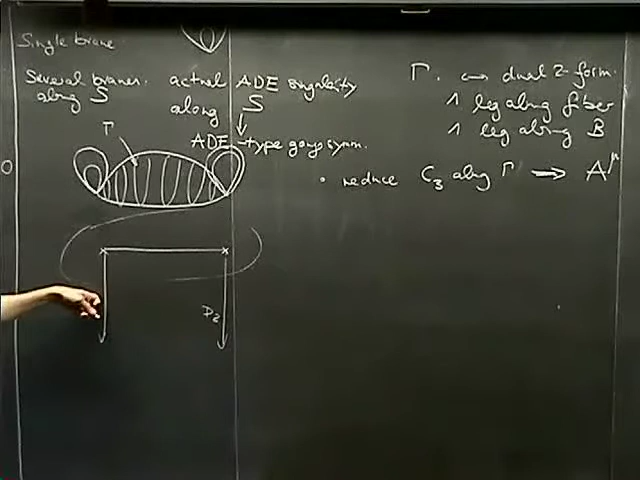 Single brane
Several branes. actual ADE singularity
along S along S
ADE-type gauge symm.
Γ
Γ. ↔ dual 2-form.
1 leg along fiber
1 leg along B
• reduce C₃ along Γ → A^μ
D₂